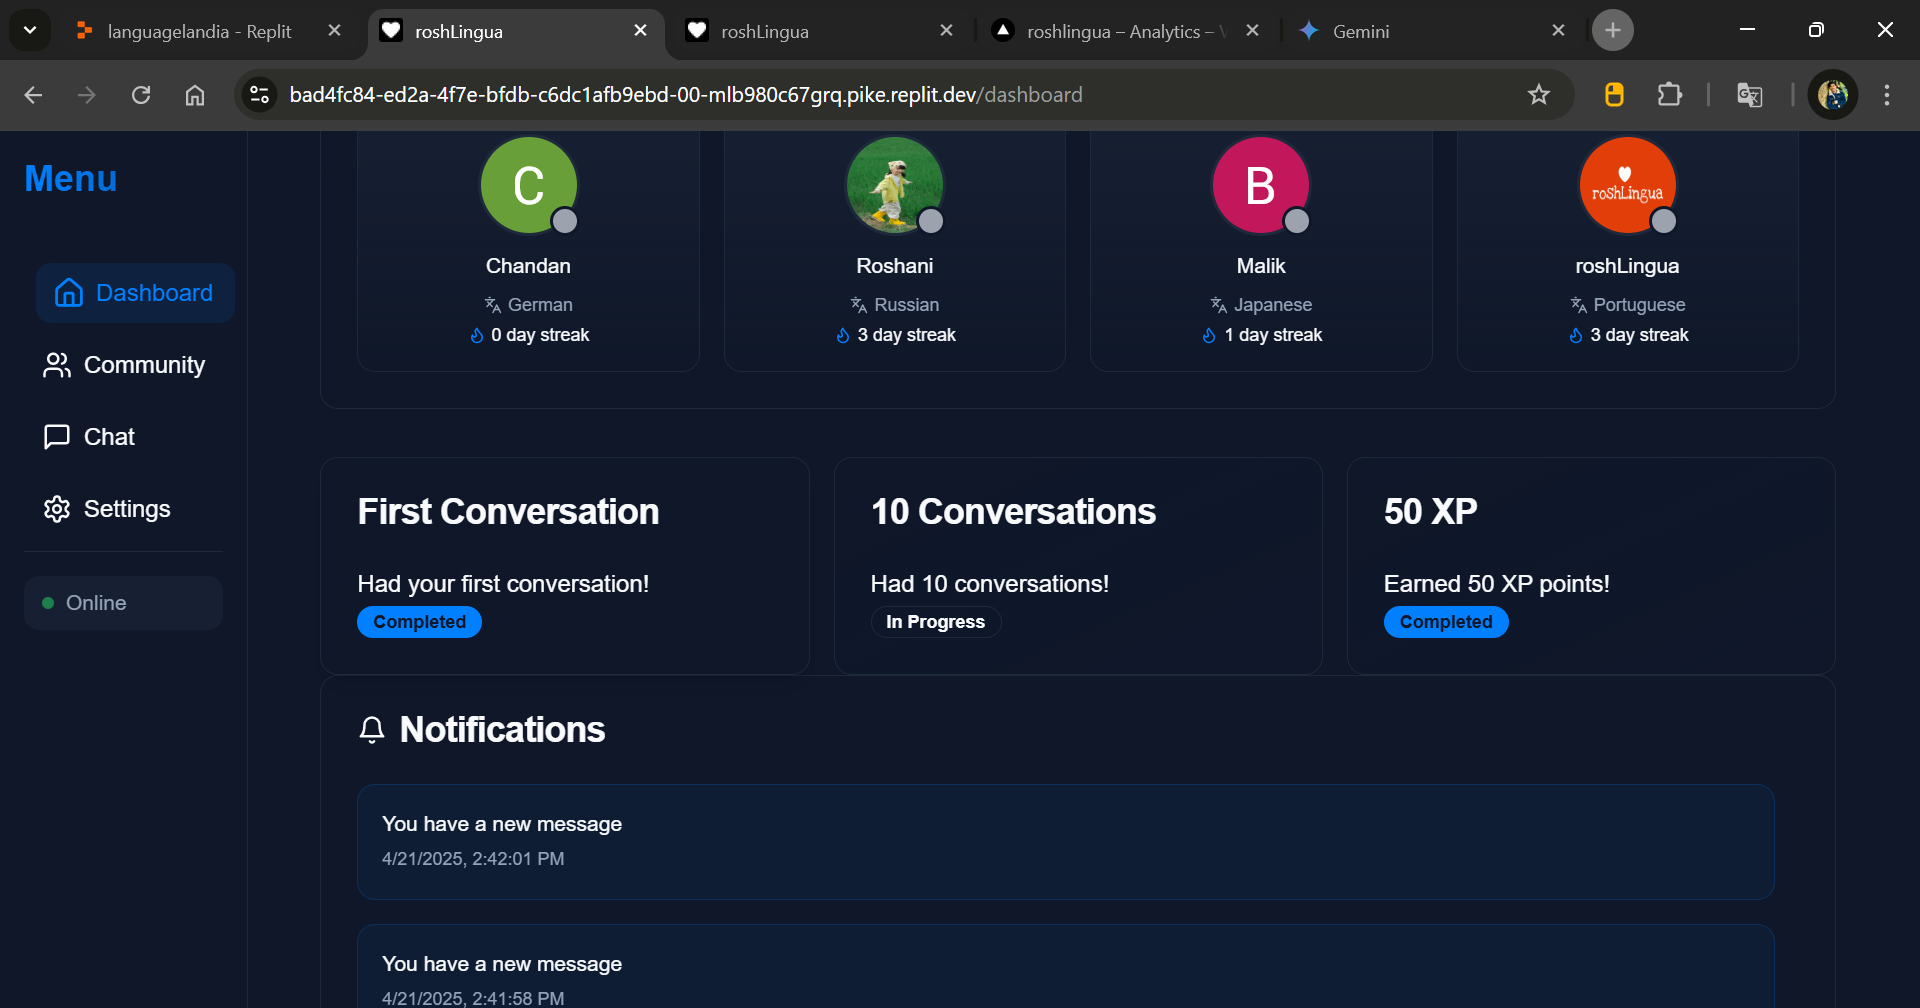 languagelandia - Replit
roshLingua
roshLingua
roshlingua – Analytics –
Gemini
bad4fc84-ed2a-4f7e-bfdb-c6dc1afb9ebd-00-mlb980c67grq.pike.replit.dev/dashboard
Menu
Dashboard
Community
Chat
Settings
Online
C
B
roshLingua
Chandan
Roshani
Malik
roshLingua
German
Russian
Japanese
Portuguese
0 day streak
3 day streak
1 day streak
3 day streak
First Conversation
Had your first conversation!
Completed
10 Conversations
Had 10 conversations!
In Progress
50 XP
Earned 50 XP points!
Completed
Notifications
You have a new message
4/21/2025, 2:42:01 PM
You have a new message
4/21/2025, 2:41:58 PM